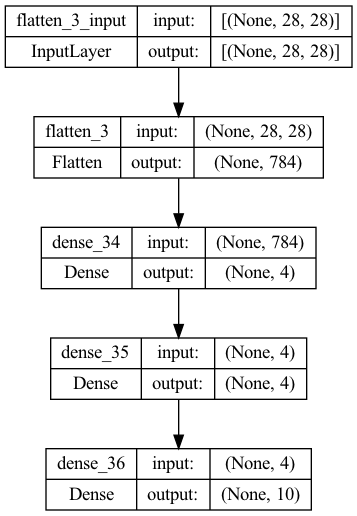 flatten_3_input input: [(None, 28, 28)]
InputLayer output: [(None, 28, 28)]
flatten_3 input: (None, 28, 28)
Flatten output: (None, 784)
dense_34 input: (None, 784)
Dense output: (None, 4)
dense_35 input: (None, 4)
Dense output: (None, 4)
dense_36 input: (None, 4)
Dense output: (None, 10)